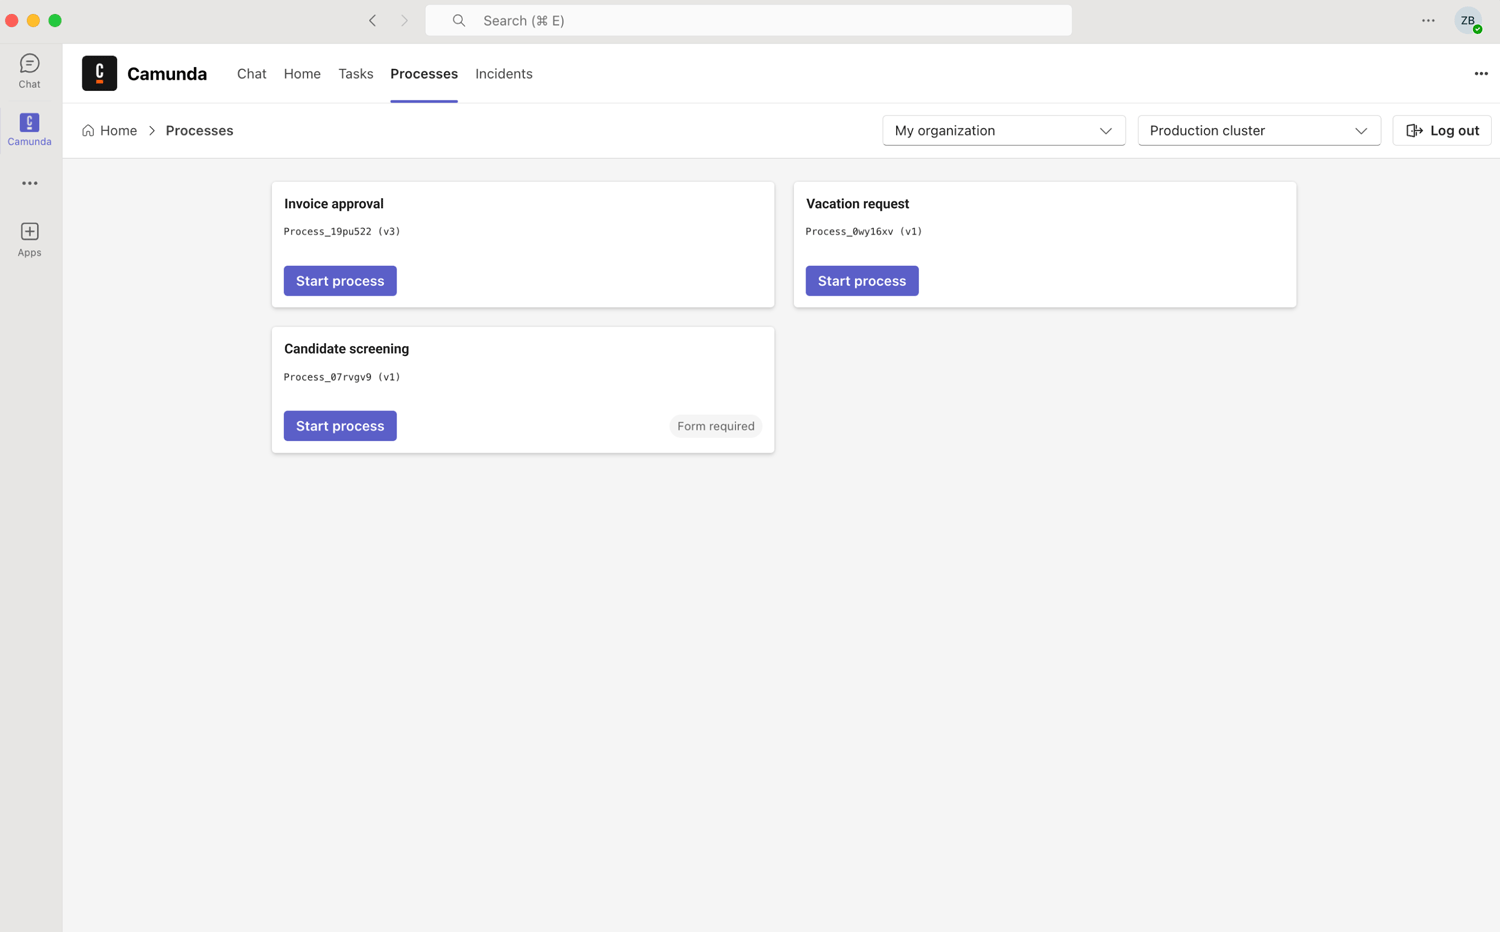 Search (⌘ E)
ZB
Chat
Camunda
Apps
Camunda
Chat
Home
Tasks
Processes
Incidents
Home
Processes
My organization
Production cluster
Log out
Invoice approval
Process_19pu522 (v3)
Start process
Vacation request
Process_0wy16xv (v1)
Start process
Candidate screening
Process_07rvgv9 (v1)
Start process
Form required